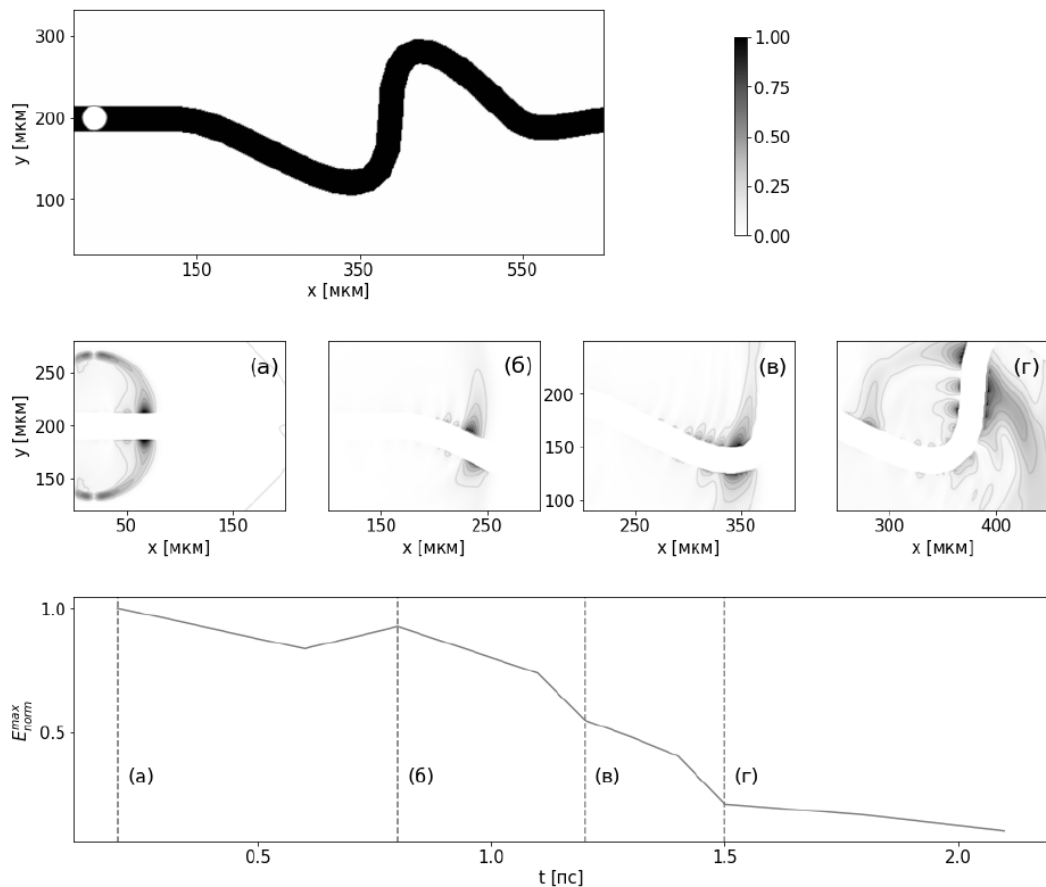 300
200
100
y [мкм]
150 350 550
x [мкм]
1.00
0.75
0.50
0.25
0.00
(а)
250
200
150
y [мкм]
50 150
x [мкм]
(б)
150 250
x [мкм]
(в)
200
150
100
250 350
x [мкм]
(г)
300 400
x [мкм]
1.0
0.5
E^{max}_{norm}
(а) (б) (в) (г)
0.5 1.0 1.5 2.0
t [пс]